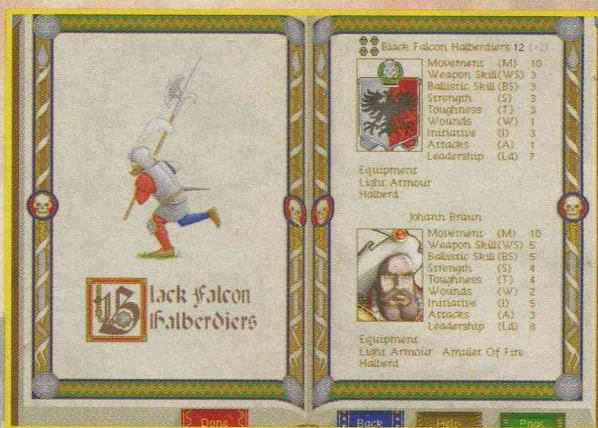 Black Falcon
Halberdiers
Black Falcon Halberdiers 12 (12)
Movement (M) 10
Weapon Skill (WS) 3
Ballistic Skill (BS) 3
Strength (S) 3
Toughness (T) 3
Wounds (W) 1
Initiative (I) 3
Attacks (A) 1
Leadership (Ld) 7
Equipment
Light Armour
Halberd
Johann Braun
Movement (M) 10
Weapon Skill (WS) 5
Ballistic Skill (BS) 5
Strength (S) 4
Toughness (T) 4
Wounds (W) 2
Initiative (I) 5
Attacks (A) 3
Leadership (Ld) 8
Equipment
Light Armour Amulet Of Fire
Halberd
Done Back Help Page